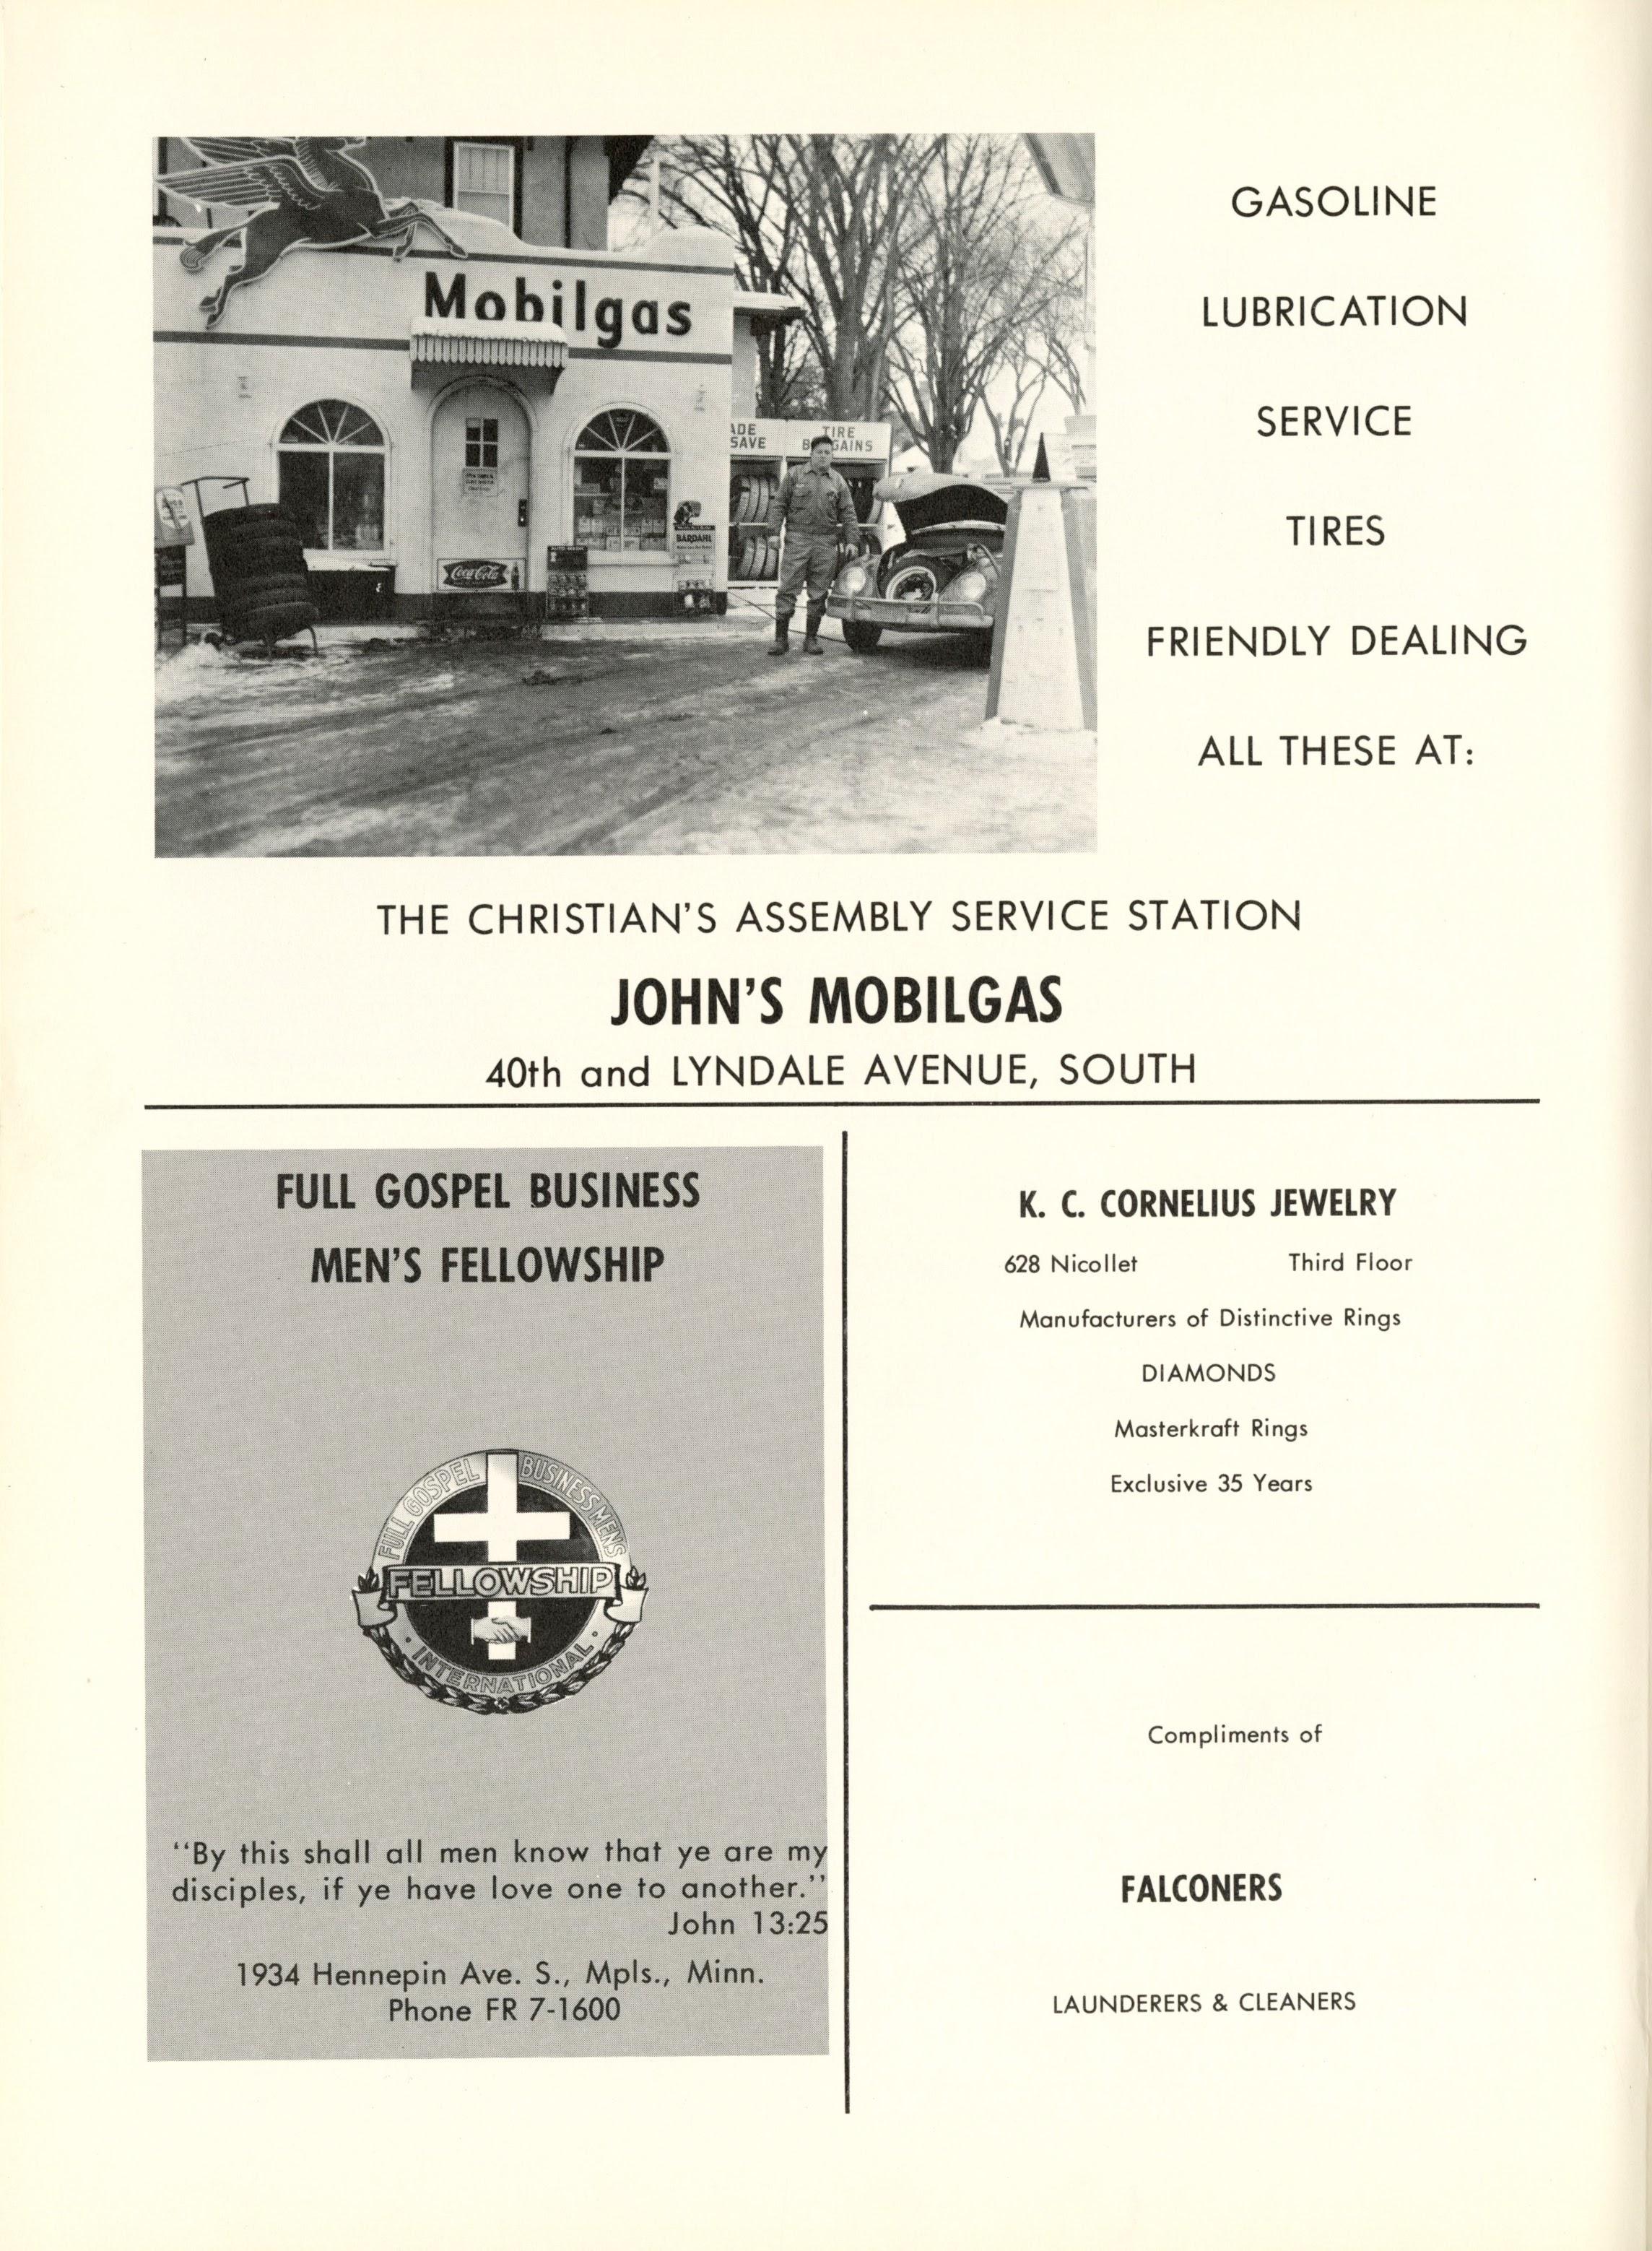 Mobilgas
ADE
SAVE
TIRE
GAINS
BARDAHL
Coca-Cola
GASOLINE
LUBRICATION
SERVICE
TIRES
FRIENDLY DEALING
ALL THESE AT:
THE CHRISTIAN'S ASSEMBLY SERVICE STATION
JOHN'S MOBILGAS
40th and LYNDALE AVENUE, SOUTH
FULL GOSPEL BUSINESS
MEN'S FELLOWSHIP
FULL GOSPEL BUSINESS MENS
FELLOWSHIP
INTERNATIONAL
"By this shall all men know that ye are my
disciples, if ye have love one to another."
John 13:25
1934 Hennepin Ave. S., Mpls., Minn.
Phone FR 7-1600
K. C. CORNELIUS JEWELRY
628 Nicollet Third Floor
Manufacturers of Distinctive Rings
DIAMONDS
Masterkraft Rings
Exclusive 35 Years
Compliments of
FALCONERS
LAUNDERERS & CLEANERS